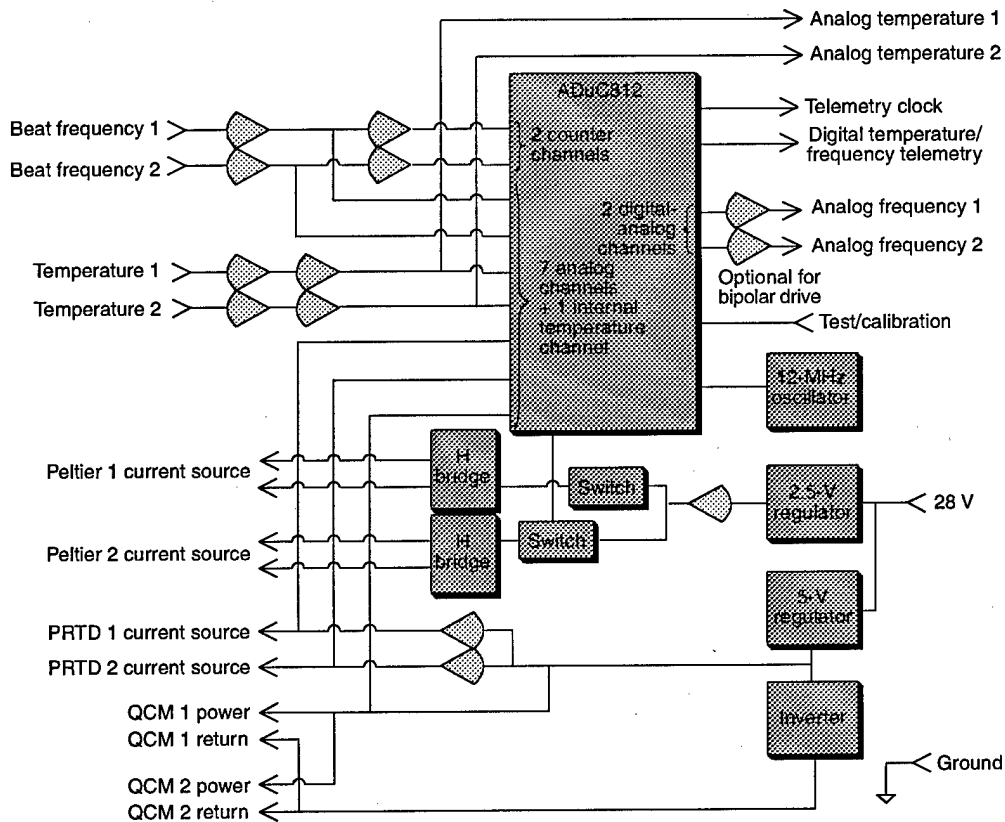 Analog temperature 1
Analog temperature 2
ADuC812
Beat frequency 1
Beat frequency 2
2 counter
channels
Telemetry clock
Digital temperature/
frequency telemetry
2 digital-
analog
channels
Analog frequency 1
Analog frequency 2
Optional for
bipolar drive
Temperature 1
Temperature 2
7 analog
channels
+ 1 internal
temperature
channel
Test/calibration
12-MHz
oscillator
Peltier 1 current source
H
bridge
Switch
2.5-V
regulator
28 V
Peltier 2 current source
H
bridge
Switch
5-V
regulator
PRTD 1 current source
PRTD 2 current source
QCM 1 power
QCM 1 return
Inverter
QCM 2 power
QCM 2 return
Ground